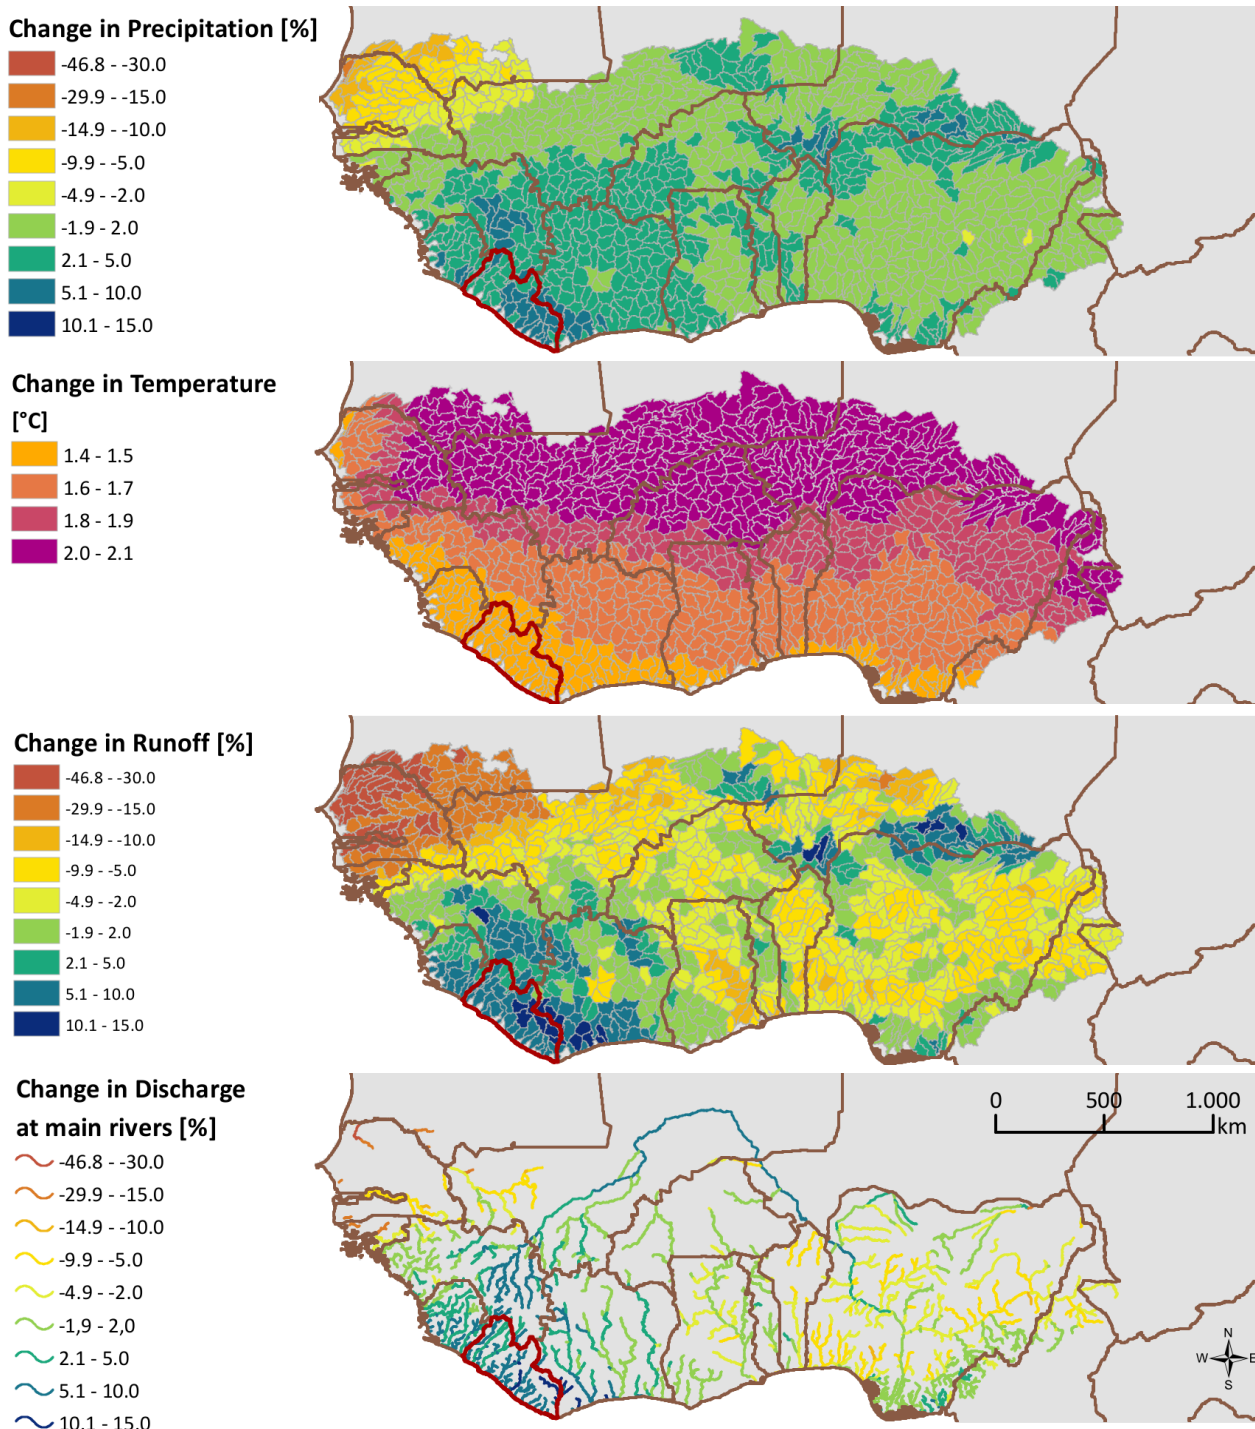 Change in Precipitation [%]
-46.8 - -30.0
-29.9 - -15.0
-14.9 - -10.0
-9.9 - -5.0
-4.9 - -2.0
-1.9 - 2.0
2.1 - 5.0
5.1 - 10.0
10.1 - 15.0
Change in Temperature
[°C]
1.4 - 1.5
1.6 - 1.7
1.8 - 1.9
2.0 - 2.1
Change in Runoff [%]
-46.8 - -30.0
-29.9 - -15.0
-14.9 - -10.0
-9.9 - -5.0
-4.9 - -2.0
-1.9 - 2.0
2.1 - 5.0
5.1 - 10.0
10.1 - 15.0
Change in Discharge
at main rivers [%]
-46.8 - -30.0
-29.9 - -15.0
-14.9 - -10.0
-9.9 - -5.0
-4.9 - -2.0
-1,9 - 2,0
2.1 - 5.0
5.1 - 10.0
10.1 - 15.0
0 500 1.000
km
N
W E
S